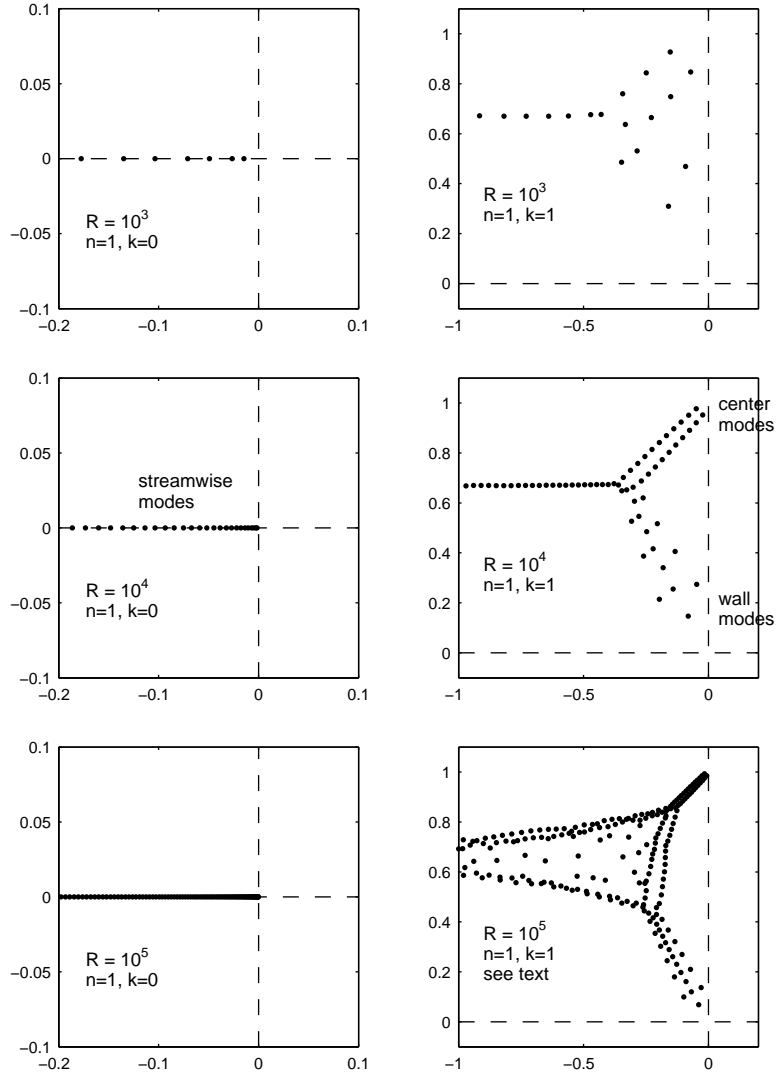 0.1
0.05
0
−0.05
−0.1
−0.2
−0.1
0
0.1
R = 10^3
n=1, k=0
1
0.8
0.6
0.4
0.2
0
−1
−0.5
0
R = 10^3
n=1, k=1
0.1
0.05
0
−0.05
−0.1
−0.2
−0.1
0
0.1
streamwise
modes
R = 10^4
n=1, k=0
1
0.8
0.6
0.4
0.2
0
−1
−0.5
0
center
modes
R = 10^4
n=1, k=1
wall
modes
0.1
0.05
0
−0.05
−0.1
−0.2
−0.1
0
0.1
R = 10^5
n=1, k=0
1
0.8
0.6
0.4
0.2
0
−1
−0.5
0
R = 10^5
n=1, k=1
see text